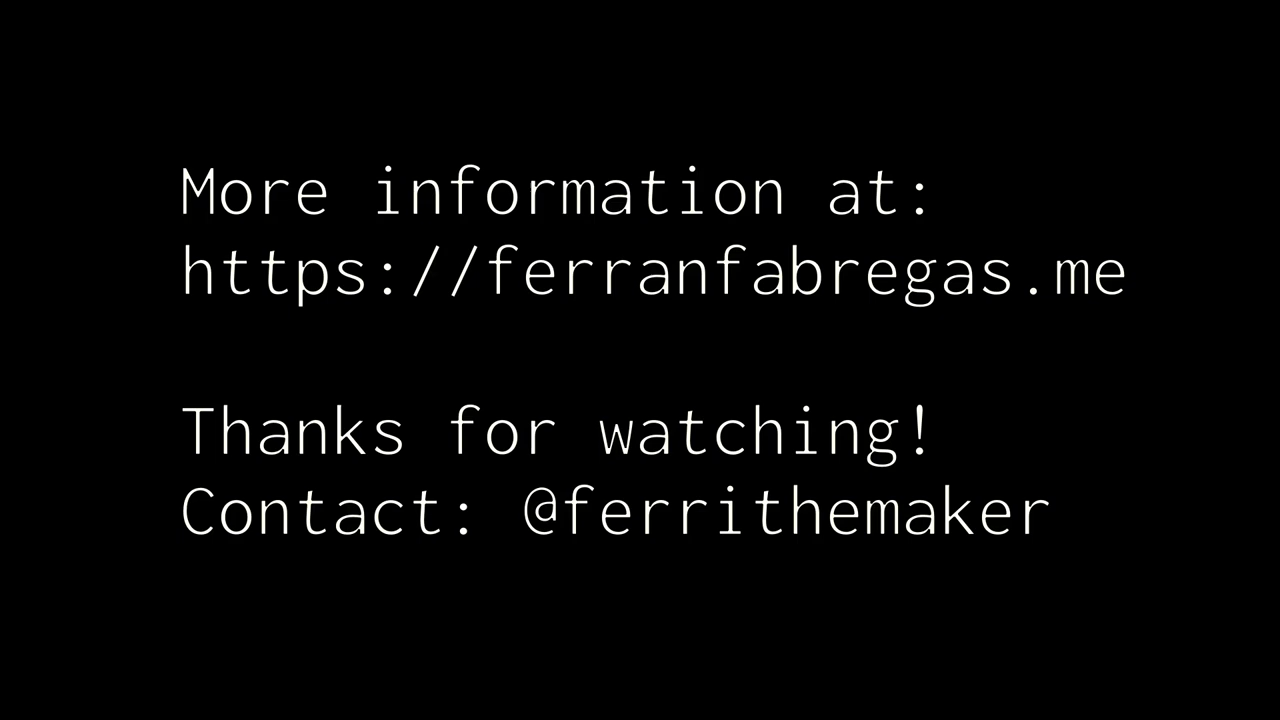 More information at:
https://ferranfabregas.me
Thanks for watching!
Contact: @ferrithemaker